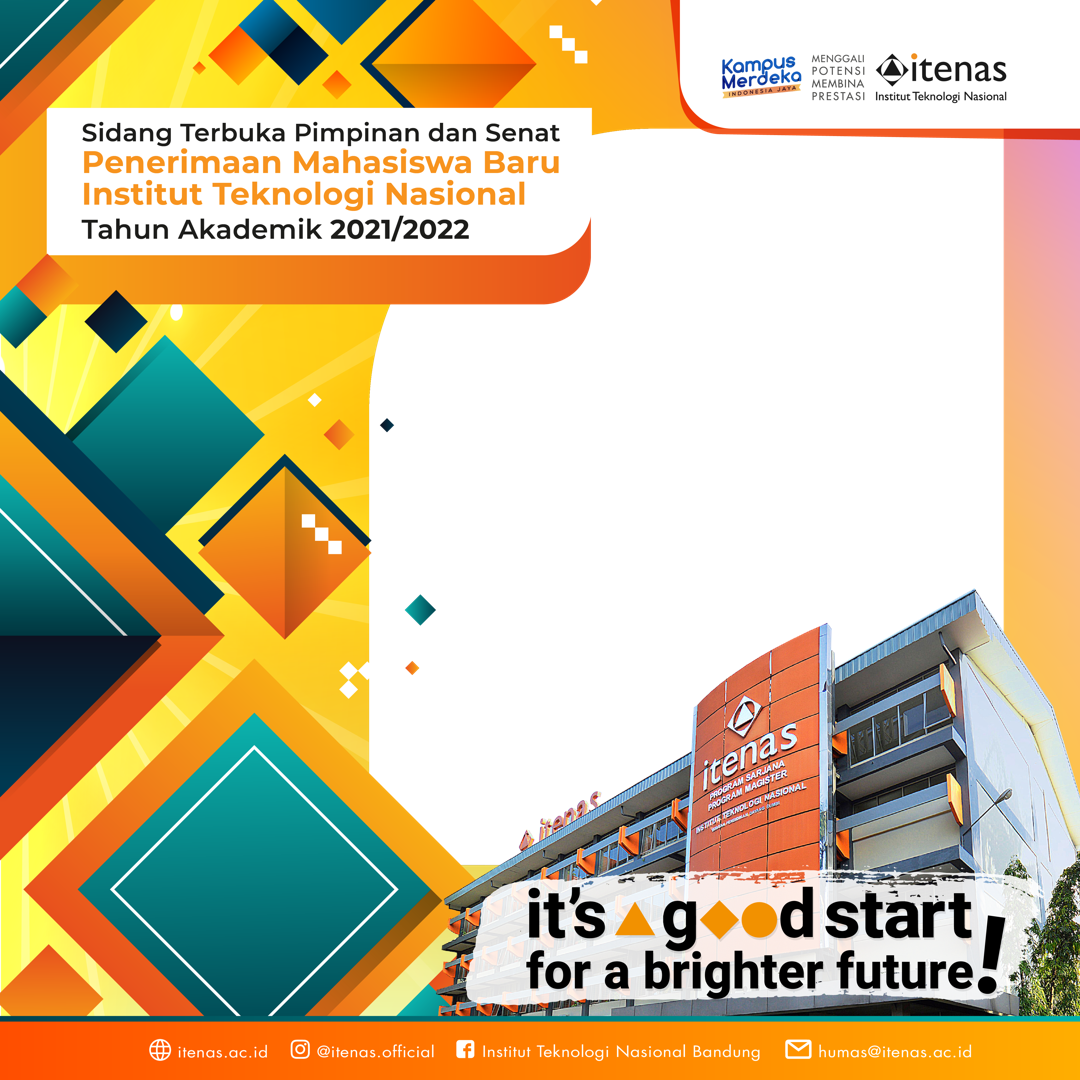 Kampus
Merdeka
INDONESIA JAYA
MENGGALI
POTENSI
MEMBINA
PRESTASI
itenas
Institut Teknologi Nasional
Sidang Terbuka Pimpinan dan Senat
Penerimaan Mahasiswa Baru
Institut Teknologi Nasional
Tahun Akademik 2021/2022
itenas
PROGRAM SARJANA
PROGRAM MAGISTER
INSTITUT TEKNOLOGI NASIONAL
itenas
it's ▲ g◆●d start
for a brighter future!
itenas.ac.id
@itenas.official
Institut Teknologi Nasional Bandung
humas@itenas.ac.id